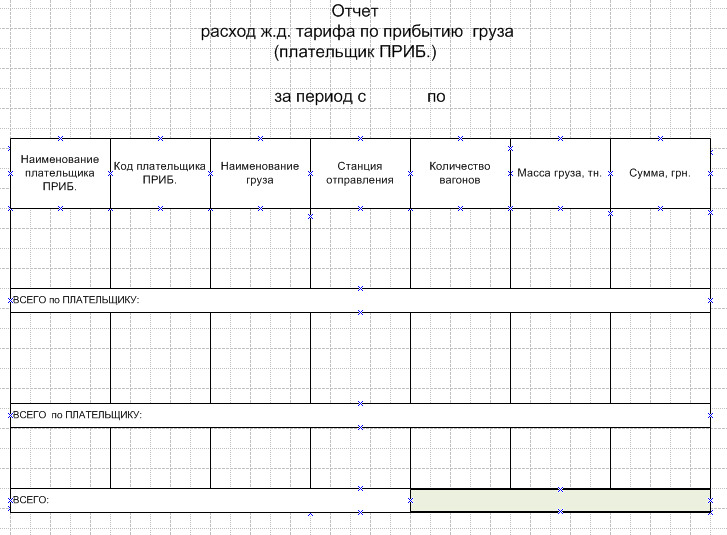 Отчет
расход ж.д. тарифа по прибытию груза
(плательщик ПРИБ.)
за период с по
Наименование
плательщика
ПРИБ.
Код плательщика
ПРИБ.
Наименование
груза
Станция
отправления
Количество
вагонов
Масса груза, тн.
Сумма, грн.
ВСЕГО по ПЛАТЕЛЬЩИКУ:
ВСЕГО по ПЛАТЕЛЬЩИКУ:
ВСЕГО: